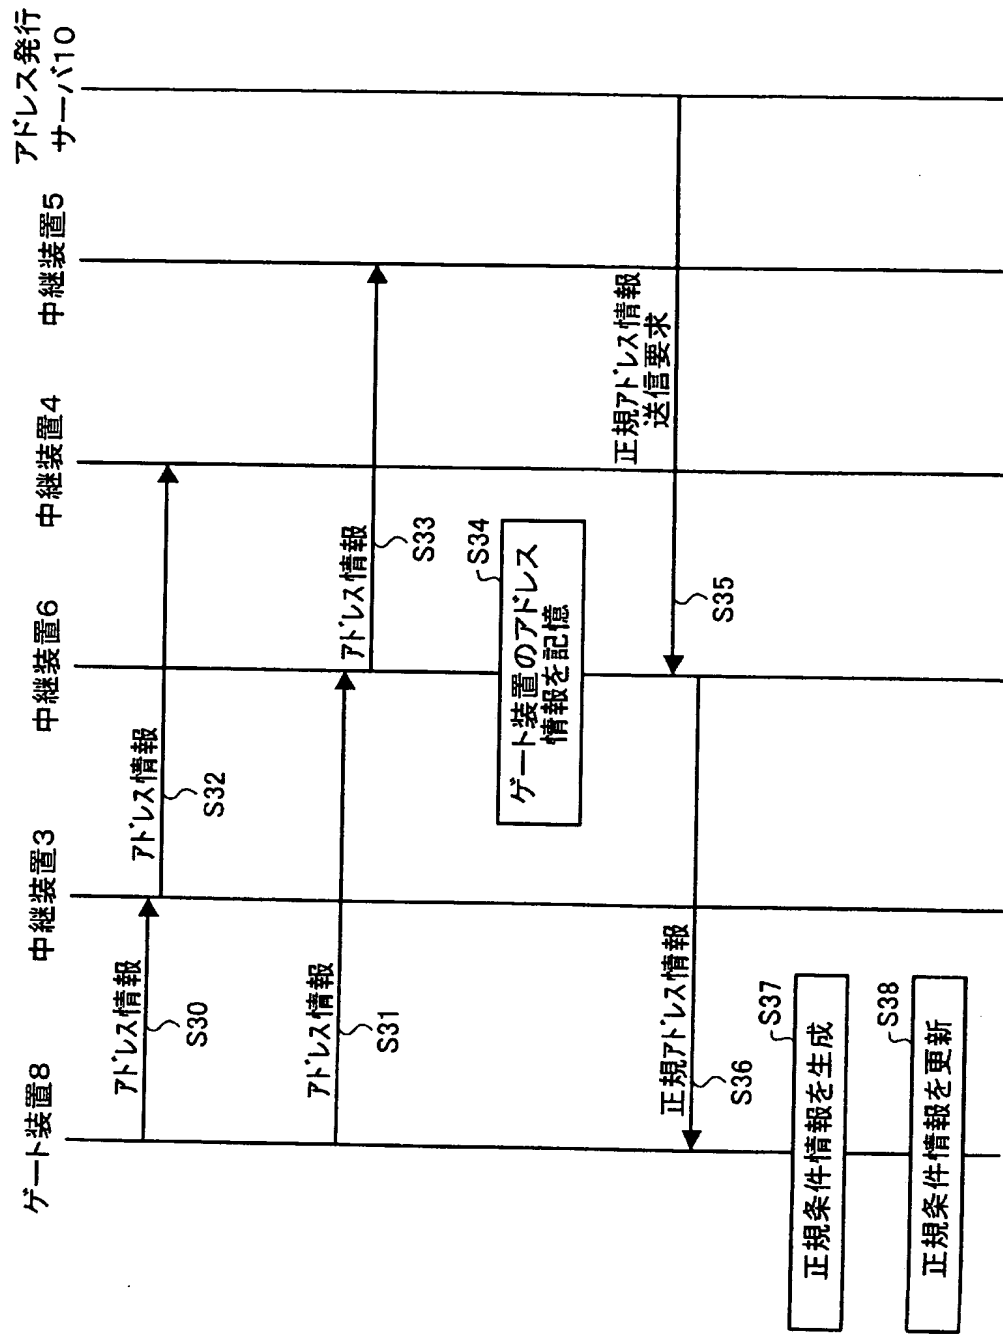 ゲート装置8
中継装置3
中継装置6
中継装置4
中継装置5
アドレス発行
サーバ10
アドレス情報
S30
アドレス情報
S32
アドレス情報
S31
アドレス情報
S33
S34
ゲート装置のアドレス
情報を記憶
正規アドレス情報
送信要求
S35
正規アドレス情報
S36
S37
正規条件情報を生成
S38
正規条件情報を更新